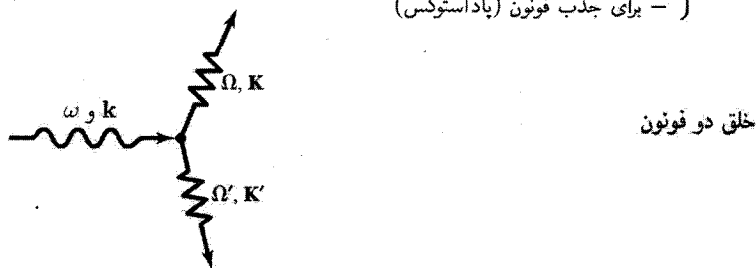 − برای جذب فونون (پاداستوکس)
Ω, K
ω و k
خلق دو فونون
Ω′, K′